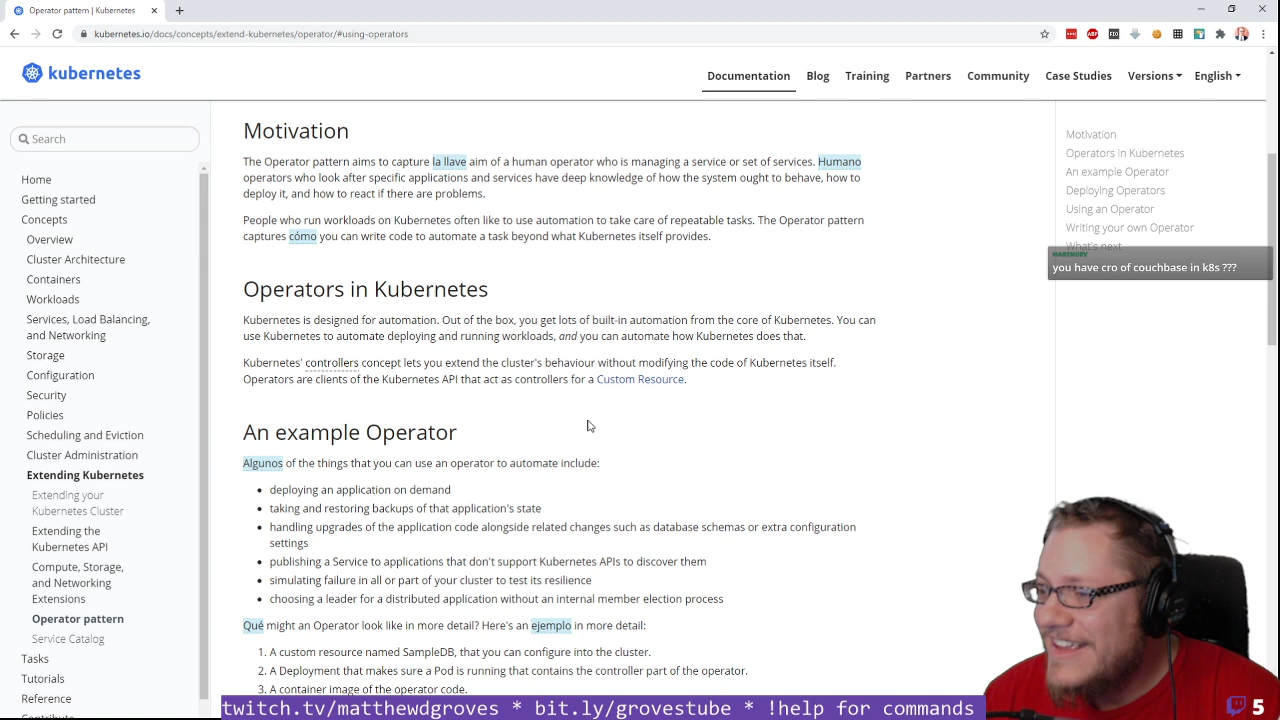 Operator pattern | Kubernetes
kubernetes.io/docs/concepts/extend-kubernetes/operator/#using-operators
kubernetes
Documentation
Blog
Training
Partners
Community
Case Studies
Versions
English
Search
Home
Getting started
Concepts
Overview
Cluster Architecture
Containers
Workloads
Services, Load Balancing,
and Networking
Storage
Configuration
Security
Policies
Scheduling and Eviction
Cluster Administration
Extending Kubernetes
Extending your
Kubernetes Cluster
Extending the
Kubernetes API
Compute, Storage,
and Networking
Extensions
Operator pattern
Service Catalog
Tasks
Tutorials
Reference
Contribute
Motivation
The Operator pattern aims to capture la llave aim of a human operator who is managing a service or set of services. Humano
operators who look after specific applications and services have deep knowledge of how the system ought to behave, how to
deploy it, and how to react if there are problems.
People who run workloads on Kubernetes often like to use automation to take care of repeatable tasks. The Operator pattern
captures cómo you can write code to automate a task beyond what Kubernetes itself provides.
Operators in Kubernetes
Kubernetes is designed for automation. Out of the box, you get lots of built-in automation from the core of Kubernetes. You can
use Kubernetes to automate deploying and running workloads, and you can automate how Kubernetes does that.
Kubernetes' controllers concept lets you extend the cluster's behaviour without modifying the code of Kubernetes itself.
Operators are clients of the Kubernetes API that act as controllers for a Custom Resource.
An example Operator
Algunos of the things that you can use an operator to automate include:
• deploying an application on demand
• taking and restoring backups of that application's state
• handling upgrades of the application code alongside related changes such as database schemas or extra configuration
settings
• publishing a Service to applications that don't support Kubernetes APIs to discover them
• simulating failure in all or part of your cluster to test its resilience
• choosing a leader for a distributed application without an internal member election process
Qué might an Operator look like in more detail? Here's an ejemplo in more detail:
1. A custom resource named SampleDB, that you can configure into the cluster.
2. A Deployment that makes sure a Pod is running that contains the controller part of the operator.
3. A container image of the operator code.
Motivation
Operators in Kubernetes
An example Operator
Deploying Operators
Using an Operator
Writing your own Operator
What's next
you have cro of couchbase in k8s ???
twitch.tv/matthewdgroves * bit.ly/grovestube * !help for commands
5